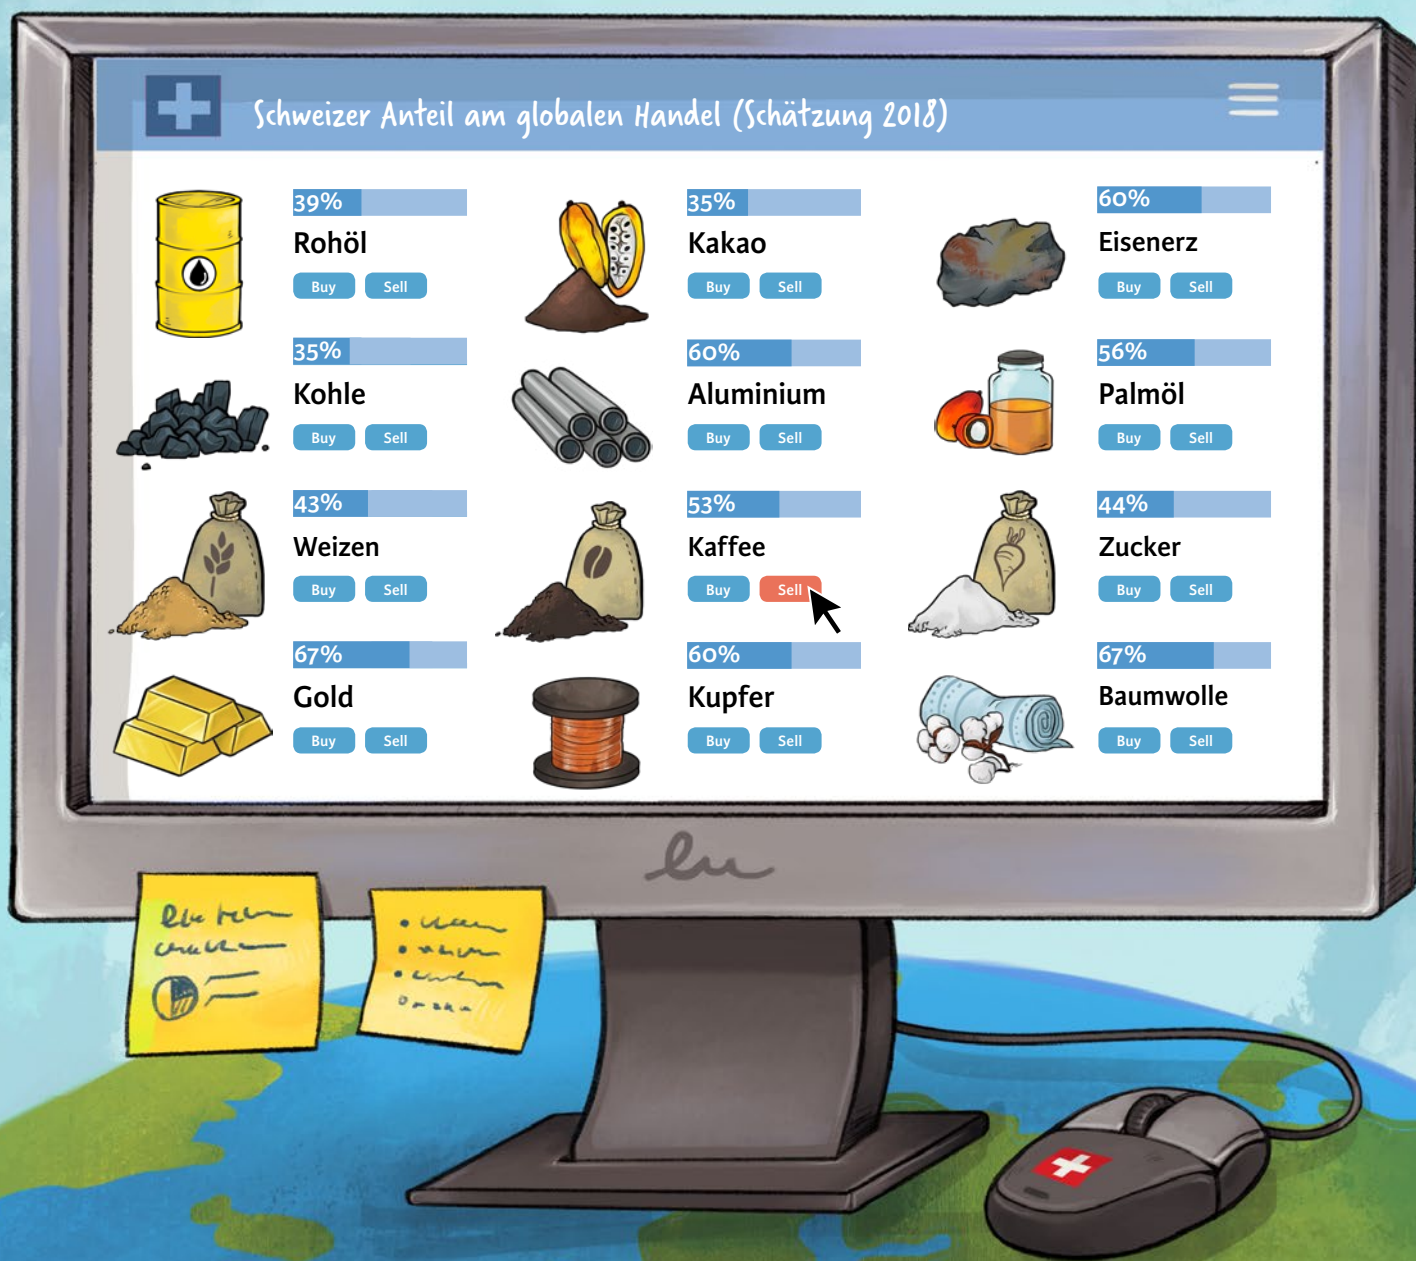 Schweizer Anteil am globalen Handel (Schätzung 2018)
39%
Rohöl
Buy Sell
35%
Kakao
Buy Sell
60%
Eisenerz
Buy Sell
35%
Kohle
Buy Sell
60%
Aluminium
Buy Sell
56%
Palmöl
Buy Sell
43%
Weizen
Buy Sell
53%
Kaffee
Buy Sell
44%
Zucker
Buy Sell
67%
Gold
Buy Sell
60%
Kupfer
Buy Sell
67%
Baumwolle
Buy Sell